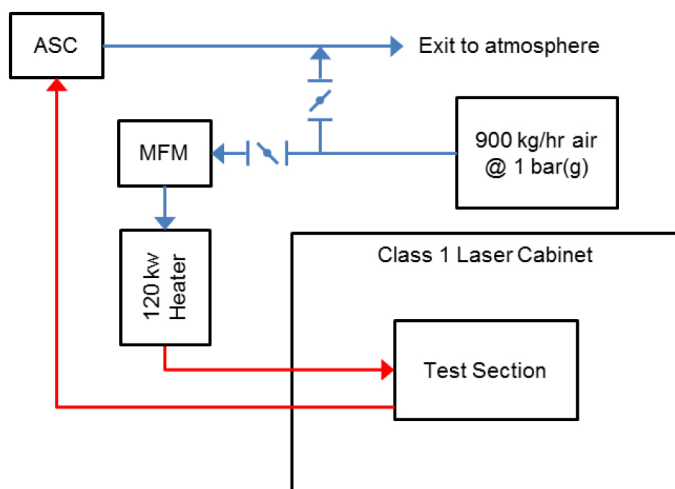 ASC
Exit to atmosphere
MFM
900 kg/hr air
@ 1 bar(g)
120 kw
Heater
Class 1 Laser Cabinet
Test Section